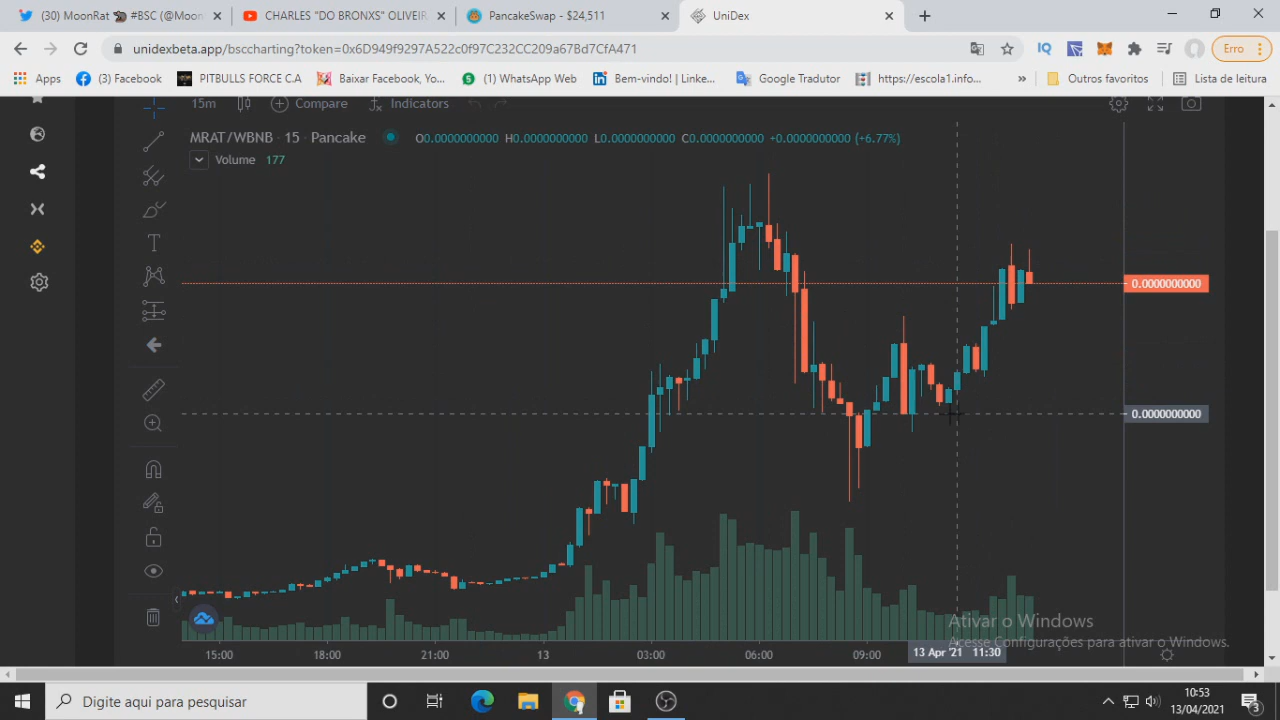 (30) MoonRat 🐀 #BSC (@Moon
CHARLES "DO BRONXS" OLIVEIR
PancakeSwap - $24,511
UniDex
unidexbeta.app/bsccharting?token=0x6D949f9297A522c0f97C232CC209a67Bd7CfA471
IQ
Erro
Apps
(3) Facebook
PITBULLS FORCE C.A
Baixar Facebook, Yo...
(1) WhatsApp Web
Bem-vindo! | Linke...
Google Tradutor
https://escola1.info...
»
Outros favoritos
Lista de leitura
15m
Compare
Indicators
MRAT/WBNB · 15 · Pancake
O0.0000000000 H0.0000000000 L0.0000000000 C0.0000000000 +0.0000000000 (+6.77%)
Volume 177
0.0000000000
0.0000000000
Ativar o Windows
Acesse Configurações para ativar o Windows.
15:00
18:00
21:00
13
03:00
06:00
09:00
13 Apr '21 11:30
Digite aqui para pesquisar
10:53
13/04/2021
3